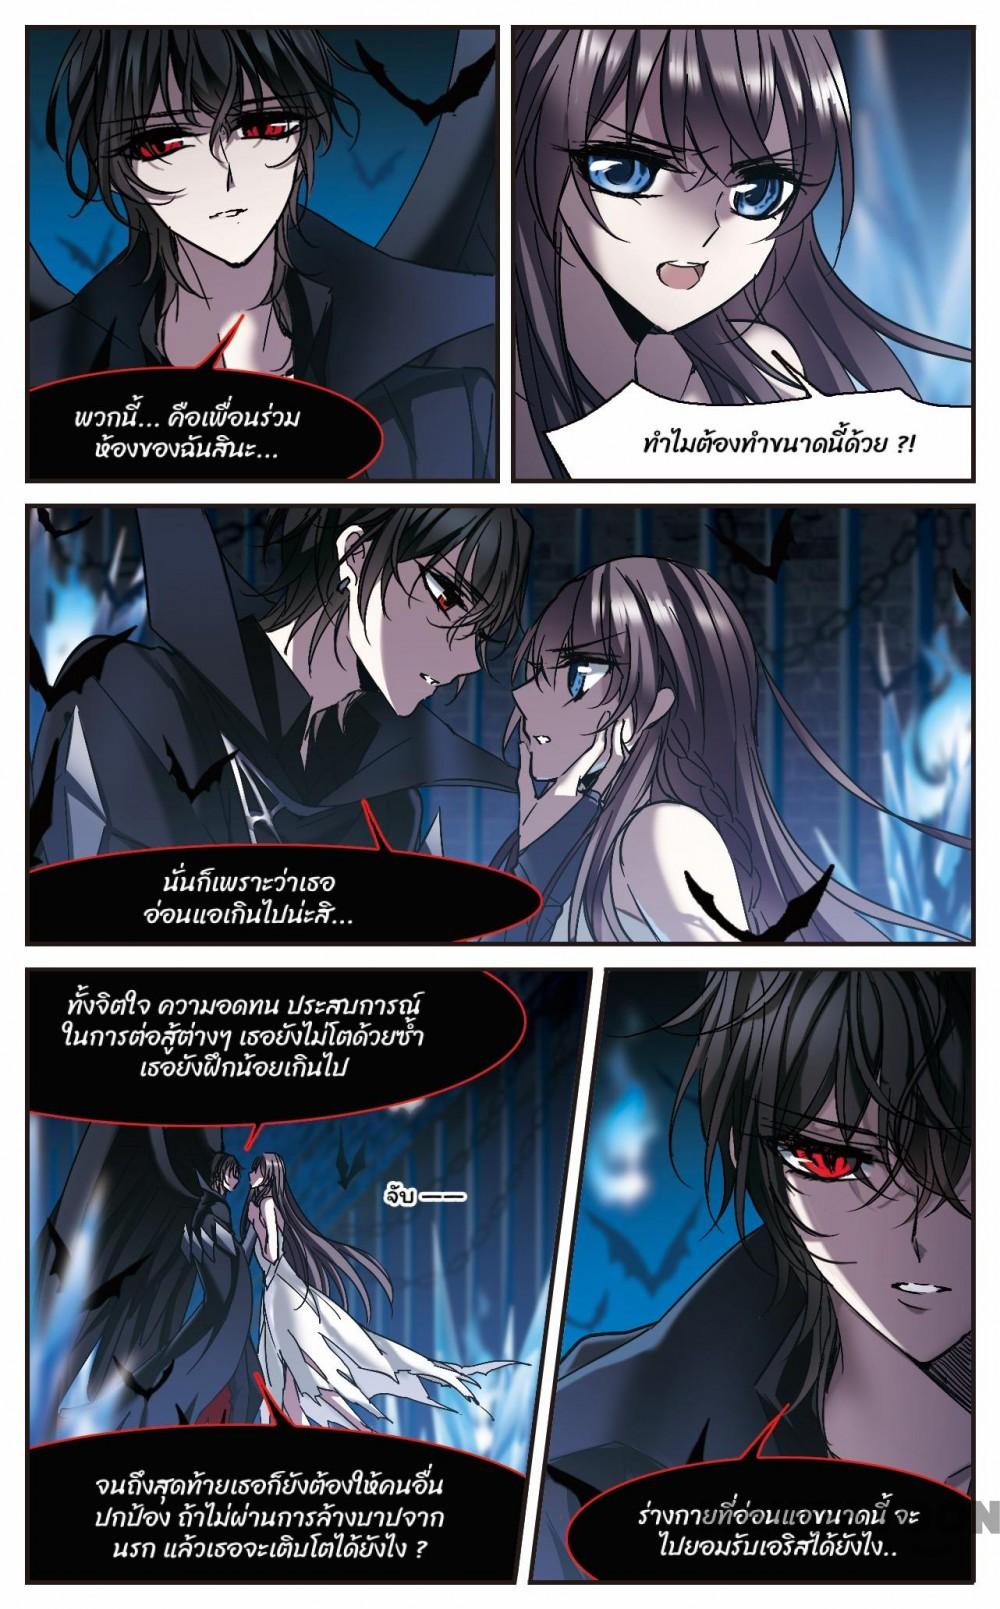 พวกนี้... คือเพื่อนร่วม
ห้องของฉันสินะ...
ทำไมต้องทำขนาดนี้ด้วย ?!
นั่นก็เพราะว่าเธอ
อ่อนแอเกินไปน่ะสิ...
ทั้งจิตใจ ความอดทน ประสบการณ์
ในการต่อสู้ต่างๆ เธอยังไม่โตด้วยซ้ำ
เธอยังฝึกน้อยเกินไป
จับ ——
จนถึงสุดท้ายเธอก็ยังต้องให้คนอื่น
ปกป้อง ถ้าไม่ผ่านการล้างบาปจาก
นรก แล้วเธอจะเติบโตได้ยังไง ?
ร่างกายที่อ่อนแอขนาดนี้ จะ
ไปยอมรับเอริสได้ยังไง..